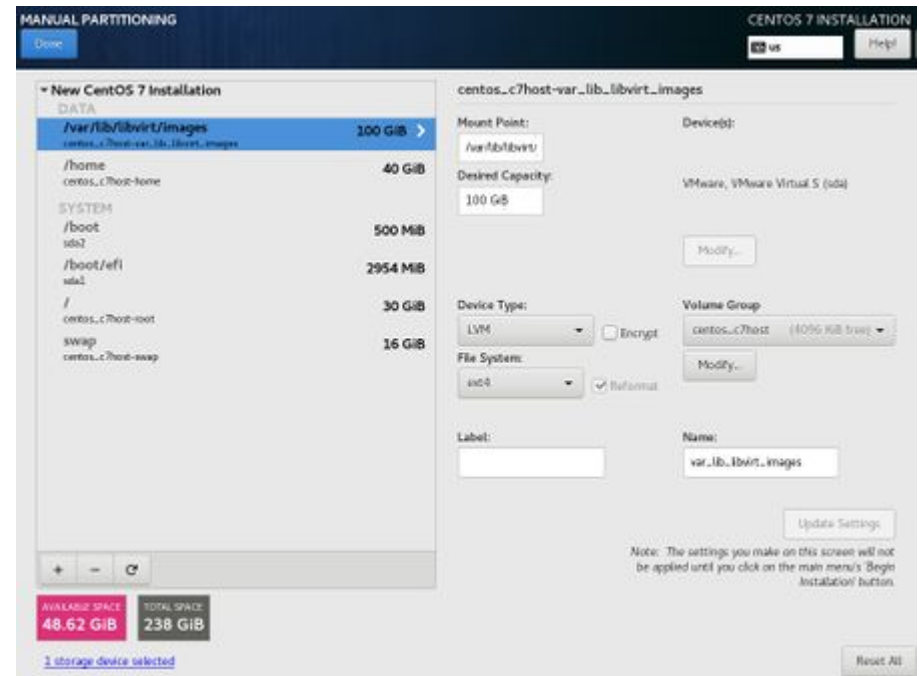 MANUAL PARTITIONING
CENTOS 7 INSTALLATION
Done
us
Help!
New CentOS 7 Installation
DATA
/var/lib/libvirt/images
100 GiB
centos_c7host-var_lib_libvirt_images
/home
40 GiB
centos_c7host-home
SYSTEM
/boot
500 MiB
sda2
/boot/efi
2954 MiB
sda1
/
30 GiB
centos_c7host-root
swap
16 GiB
centos_c7host-swap
+
-
centos_c7host-var_lib_libvirt_images
Mount Point:
Device(s):
/var/lib/libvirt/
Desired Capacity:
VMware, VMware Virtual S (sda)
100 GiB
Modify...
Device Type:
Volume Group
LVM
Encrypt
centos_c7host (4096 KiB free)
File System:
Modify...
ext4
Reformat
Label:
Name:
var_lib_libvirt_images
Update Settings
Note: The settings you make on this screen will not
be applied until you click on the main menu's 'Begin
Installation' button.
AVAILABLE SPACE
48.62 GiB
TOTAL SPACE
238 GiB
1 storage device selected
Reset All